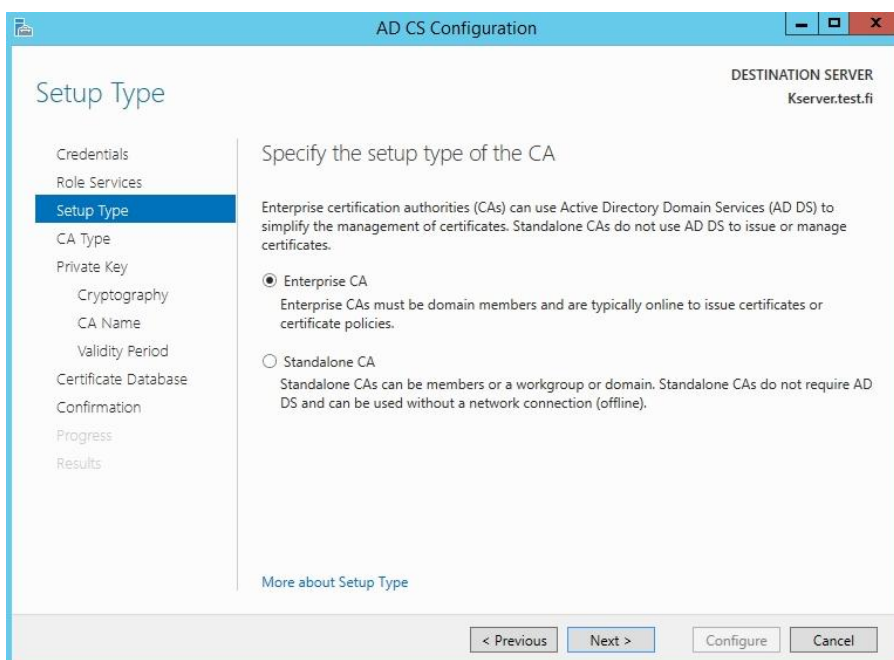 AD CS Configuration
DESTINATION SERVER
Kserver.test.fi
Setup Type
Credentials
Role Services
Setup Type
CA Type
Private Key
Cryptography
CA Name
Validity Period
Certificate Database
Confirmation
Progress
Results
Specify the setup type of the CA
Enterprise certification authorities (CAs) can use Active Directory Domain Services (AD DS) to
simplify the management of certificates. Standalone CAs do not use AD DS to issue or manage
certificates.
Enterprise CA
Enterprise CAs must be domain members and are typically online to issue certificates or
certificate policies.
Standalone CA
Standalone CAs can be members or a workgroup or domain. Standalone CAs do not require AD
DS and can be used without a network connection (offline).
More about Setup Type
< Previous
Next >
Configure
Cancel